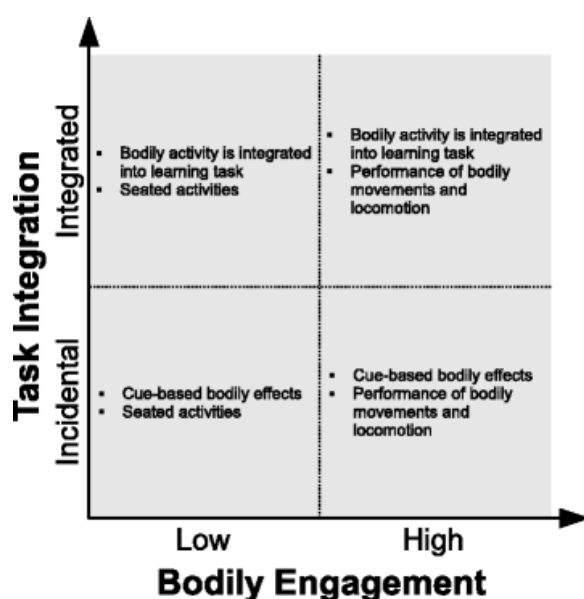 Task Integration
Integrated
Incidental
▪ Bodily activity is integrated
into learning task
▪ Seated activities
▪ Bodily activity is integrated
into learning task
▪ Performance of bodily
movements and
locomotion
▪ Cue-based bodily effects
▪ Seated activities
▪ Cue-based bodily effects
▪ Performance of bodily
movements and
locomotion
Low
High
Bodily Engagement